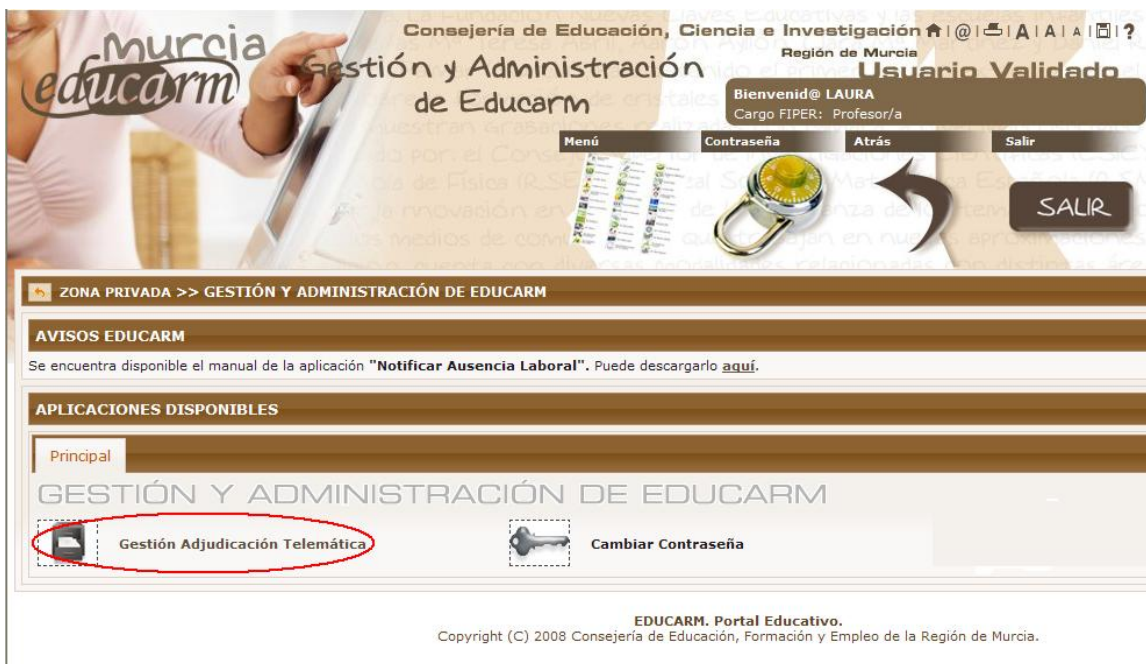 murcia
educarm
Consejería de Educación, Ciencia e Investigación
| @ | | A | A | A | | ?
Región de Murcia
Gestión y Administración
de Educarm
Usuario Validado
Bienvenid@ LAURA
Cargo FIPER: Profesor/a
Menú Contraseña Atrás Salir
SALIR
ZONA PRIVADA >> GESTIÓN Y ADMINISTRACIÓN DE EDUCARM
AVISOS EDUCARM
Se encuentra disponible el manual de la aplicación "Notificar Ausencia Laboral". Puede descargarlo aquí.
APLICACIONES DISPONIBLES
Principal
GESTIÓN Y ADMINISTRACIÓN DE EDUCARM
Gestión Adjudicación Telemática Cambiar Contraseña
EDUCARM. Portal Educativo.
Copyright (C) 2008 Consejería de Educación, Formación y Empleo de la Región de Murcia.